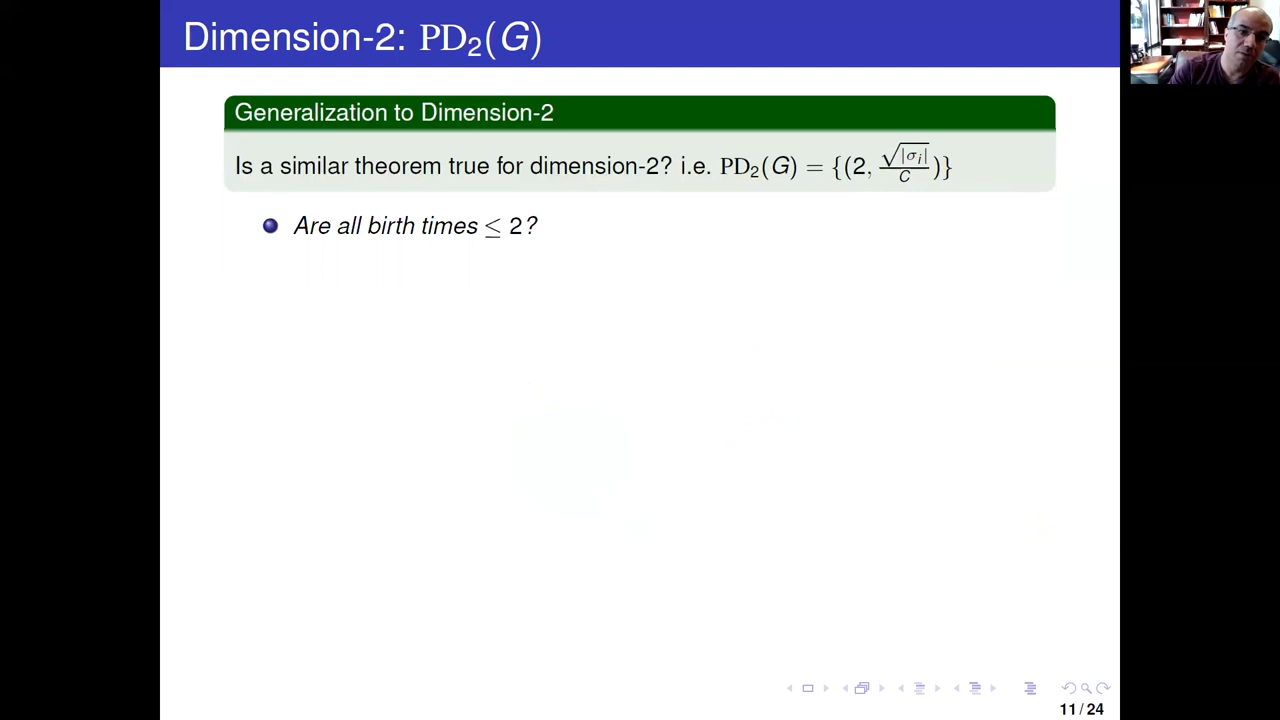 Dimension-2: PD₂(G)
Generalization to Dimension-2
Is a similar theorem true for dimension-2? i.e. PD₂(G) = {(2, √|σᵢ|/C)}
Are all birth times ≤ 2?
11 / 24